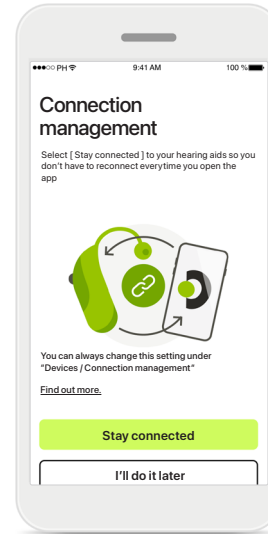 PH
9:41 AM
100 %
Connection
management
Select [ Stay connected ] to your hearing aids so you
don't have to reconnect everytime you open the
app
You can always change this setting under
“Devices / Connection management”
Find out more.
Stay connected
I'll do it later